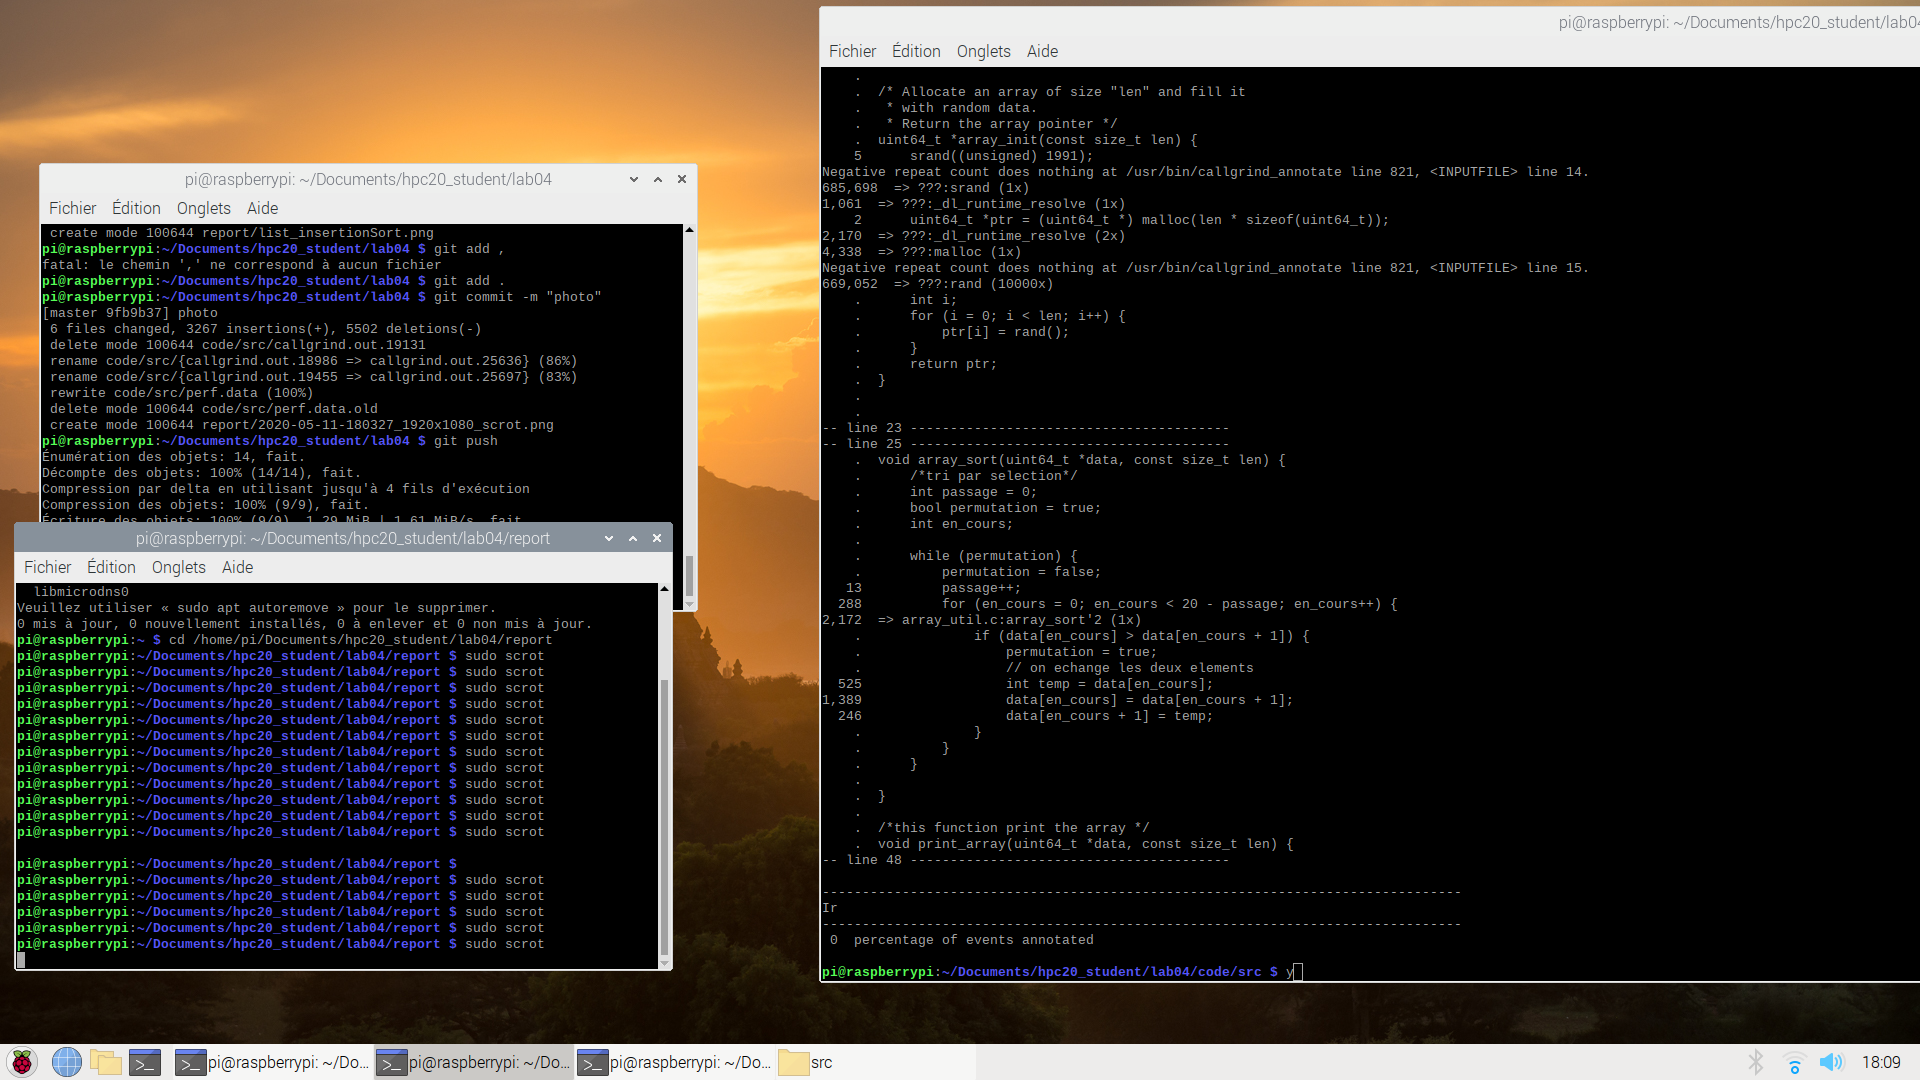 pi@raspberrypi: ~/Documents/hpc20_student/lab04
Fichier Édition Onglets Aide
create mode 100644 report/list_insertionSort.png
pi@raspberrypi:~/Documents/hpc20_student/lab04 $ git add ,
fatal: le chemin ',' ne correspond à aucun fichier
pi@raspberrypi:~/Documents/hpc20_student/lab04 $ git add .
pi@raspberrypi:~/Documents/hpc20_student/lab04 $ git commit -m "photo"
[master 9fb9b37] photo
6 files changed, 3267 insertions(+), 5502 deletions(-)
delete mode 100644 code/src/callgrind.out.19131
rename code/src/{callgrind.out.18986 => callgrind.out.25636} (86%)
rename code/src/{callgrind.out.19455 => callgrind.out.25697} (83%)
rewrite code/src/perf.data (100%)
delete mode 100644 code/src/perf.data.old
create mode 100644 report/2020-05-11-180327_1920x1080_scrot.png
pi@raspberrypi:~/Documents/hpc20_student/lab04 $ git push
Énumération des objets: 14, fait.
Décompte des objets: 100% (14/14), fait.
Compression par delta en utilisant jusqu'à 4 fils d'exécution
Compression des objets: 100% (9/9), fait.
Écriture des objets: 100% (9/9), 1.29 MiB | 1.61 MiB/s, fait.
pi@raspberrypi: ~/Documents/hpc20_student/lab04/report
Fichier Édition Onglets Aide
libmicrodns0
Veuillez utiliser « sudo apt autoremove » pour le supprimer.
0 mis à jour, 0 nouvellement installés, 0 à enlever et 0 non mis à jour.
pi@raspberrypi:~ $ cd /home/pi/Documents/hpc20_student/lab04/report
pi@raspberrypi:~/Documents/hpc20_student/lab04/report $ sudo scrot
pi@raspberrypi:~/Documents/hpc20_student/lab04/report $ sudo scrot
pi@raspberrypi:~/Documents/hpc20_student/lab04/report $ sudo scrot
pi@raspberrypi:~/Documents/hpc20_student/lab04/report $ sudo scrot
pi@raspberrypi:~/Documents/hpc20_student/lab04/report $ sudo scrot
pi@raspberrypi:~/Documents/hpc20_student/lab04/report $ sudo scrot
pi@raspberrypi:~/Documents/hpc20_student/lab04/report $ sudo scrot
pi@raspberrypi:~/Documents/hpc20_student/lab04/report $ sudo scrot
pi@raspberrypi:~/Documents/hpc20_student/lab04/report $ sudo scrot
pi@raspberrypi:~/Documents/hpc20_student/lab04/report $ sudo scrot
pi@raspberrypi:~/Documents/hpc20_student/lab04/report $ sudo scrot
pi@raspberrypi:~/Documents/hpc20_student/lab04/report $ sudo scrot
pi@raspberrypi:~/Documents/hpc20_student/lab04/report $
pi@raspberrypi:~/Documents/hpc20_student/lab04/report $ sudo scrot
pi@raspberrypi:~/Documents/hpc20_student/lab04/report $ sudo scrot
pi@raspberrypi:~/Documents/hpc20_student/lab04/report $ sudo scrot
pi@raspberrypi:~/Documents/hpc20_student/lab04/report $ sudo scrot
pi@raspberrypi:~/Documents/hpc20_student/lab04/report $ sudo scrot
pi@raspberrypi: ~/Documents/hpc20_student/lab04
Fichier Édition Onglets Aide
.
. /* Allocate an array of size "len" and fill it
. * with random data.
. * Return the array pointer */
. uint64_t *array_init(const size_t len) {
5 srand((unsigned) 1991);
Negative repeat count does nothing at /usr/bin/callgrind_annotate line 821, <INPUTFILE> line 14.
685,698 => ???:srand (1x)
1,061 => ???:_dl_runtime_resolve (1x)
2 uint64_t *ptr = (uint64_t *) malloc(len * sizeof(uint64_t));
2,170 => ???:_dl_runtime_resolve (2x)
4,338 => ???:malloc (1x)
Negative repeat count does nothing at /usr/bin/callgrind_annotate line 821, <INPUTFILE> line 15.
669,052 => ???:rand (10000x)
. int i;
. for (i = 0; i < len; i++) {
. ptr[i] = rand();
. }
. return ptr;
. }
.
.
-- line 23 ----------------------------------------
-- line 25 ----------------------------------------
. void array_sort(uint64_t *data, const size_t len) {
. /*tri par selection*/
. int passage = 0;
. bool permutation = true;
. int en_cours;
.
. while (permutation) {
. permutation = false;
13 passage++;
288 for (en_cours = 0; en_cours < 20 - passage; en_cours++) {
2,172 => array_util.c:array_sort'2 (1x)
. if (data[en_cours] > data[en_cours + 1]) {
. permutation = true;
. // on echange les deux elements
525 int temp = data[en_cours];
1,389 data[en_cours] = data[en_cours + 1];
246 data[en_cours + 1] = temp;
. }
. }
. }
.
. }
.
. /*this function print the array */
. void print_array(uint64_t *data, const size_t len) {
-- line 48 ----------------------------------------
--------------------------------------------------------------------------------
Ir
--------------------------------------------------------------------------------
0 percentage of events annotated
pi@raspberrypi:~/Documents/hpc20_student/lab04/code/src $ y
pi@raspberrypi: ~/Do... pi@raspberrypi: ~/Do... pi@raspberrypi: ~/Do... src 18:09